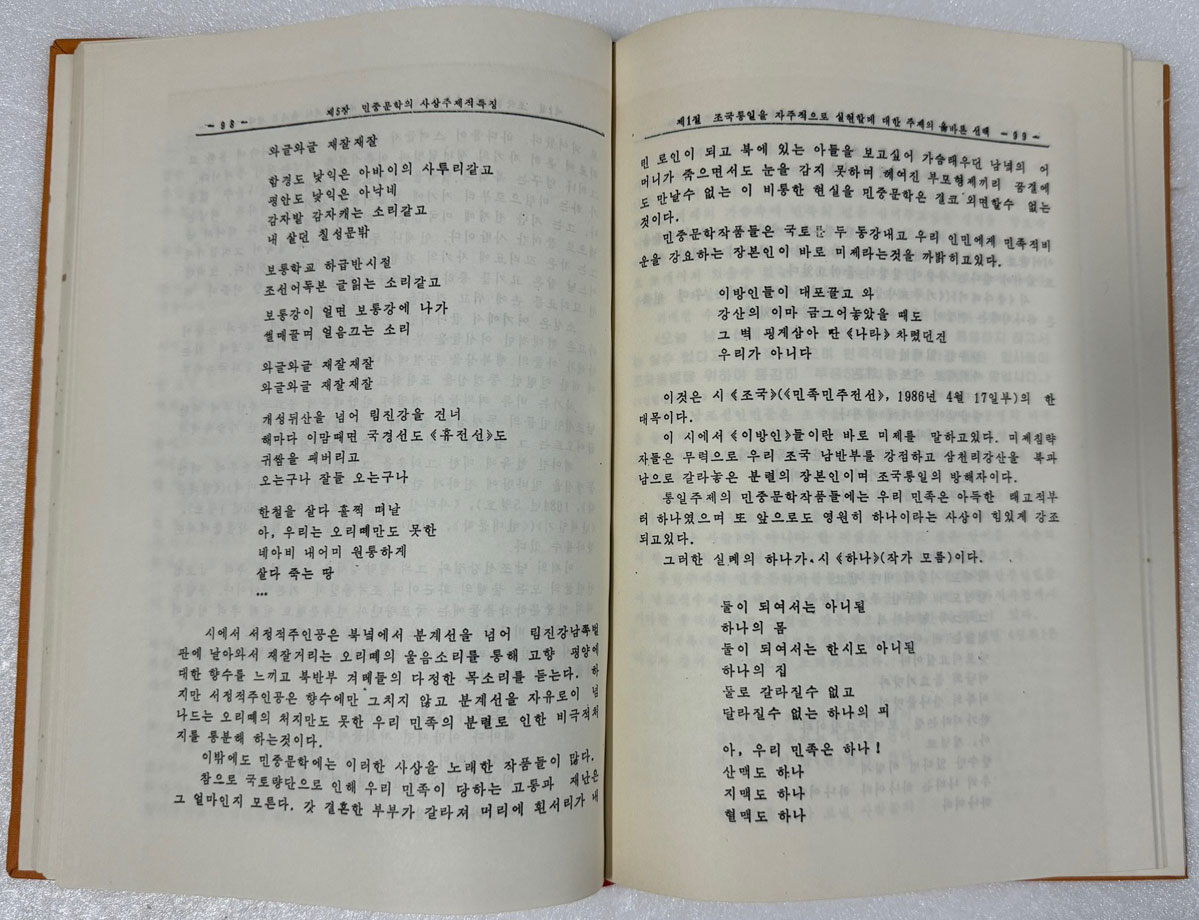 - 98 - 제5장 민중문학의 사상주제적특징
와글와글 재잘재잘
함경도 낯익은 아바이의 사투리같고
평안도 낯익은 아낙네
감자밭 감자캐는 소리같고
내 살던 칠성문밖
보통학교 하급반시절
조선어독본 글읽는 소리같고
보통강이 얼면 보통강에 나가
썰매끌며 얼음끄는 소리
와글와글 재잘재잘
와글와글 재잘재잘
개성뒤산을 넘어 림진강을 건너
해마다 이맘때면 국경선도 《휴전선》도
귀쌈을 패버리고
오는구나 잘들 오는구나
한철을 살다 훌쩍 떠날
아, 우리는 오리떼만도 못한
네아비 내어미 원통하게
살다 죽는 땅
…
시에서 서정적주인공은 북녘에서 분계선을 넘어 림진강남쪽벌
판에 날아와서 재잘거리는 오리떼의 울음소리를 통해 고향 평양에
대한 향수를 느끼고 북반부 겨레들의 다정한 목소리를 듣는다. 하
지만 서정적주인공은 향수에만 그치지 않고 분계선을 자유로이 넘
나드는 오리떼의 처지만도 못한 우리 민족의 분렬로 인한 비극적처
지를 통분해 하는것이다.
이밖에도 민중문학에는 이러한 사상을 노래한 작품들이 많다.
참으로 국토량단으로 인해 우리 민족이 당하는 고통과 재난은
그 얼마인지 모른다. 갓 결혼한 부부가 갈라져 머리에 흰서리가 내
제1절 조국통일을 자주적으로 실현할데 대한 주제의 올바른 선택 - 99 -
린 로인이 되고 북에 있는 아들을 보고싶어 가슴태우던 남녘의 어
머니가 죽으면서도 눈을 감지 못하며 헤여진 부모형제끼리 꿈결에
도 만날수 없는 이 비통한 현실을 민중문학은 결코 외면할수 없는
것이다.
민중문학작품들은 국토를 두 동강내고 우리 인민에게 민족적비
운을 강요하는 장본인이 바로 미제라는것을 까밝히고있다.
이방인들이 대포끌고 와
강산의 이마 금그어놓았을 때도
그 벽 핑계삼아 딴 《나라》 차렸던건
우리가 아니다
이것은 시 《조국》(《민족민주전선》, 1986년 4월 17일부)의 한
대목이다.
이 시에서 《이방인》들이란 바로 미제를 말하고있다. 미제침략
자들은 무력으로 우리 조국 남반부를 강점하고 삼천리강산을 북과
남으로 갈라놓은 분렬의 장본인이며 조국통일의 방해자이다.
통일주제의 민중문학작품들에는 우리 민족은 아득한 태고적부
터 하나였으며 또 앞으로도 영원히 하나이라는 사상이 힘있게 강조
되고있다.
그러한 실례의 하나가 시 《하나》(작가 모름)이다.
둘이 되여서는 아니될
하나의 몸
둘이 되여서는 한시도 아니될
하나의 집
둘로 갈라질수 없고
달라질수 없는 하나의 피
아, 우리 민족은 하나!
산맥도 하나
지맥도 하나
혈맥도 하나